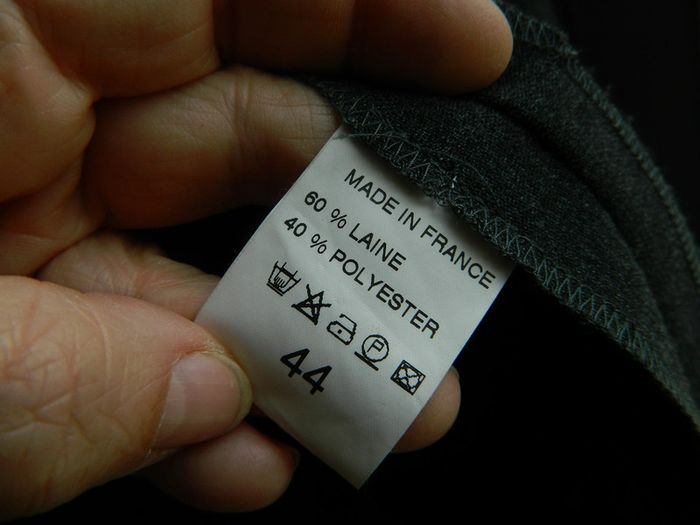 MADE IN FRANCE
60 % LAINE
40 % POLYESTER
P
44